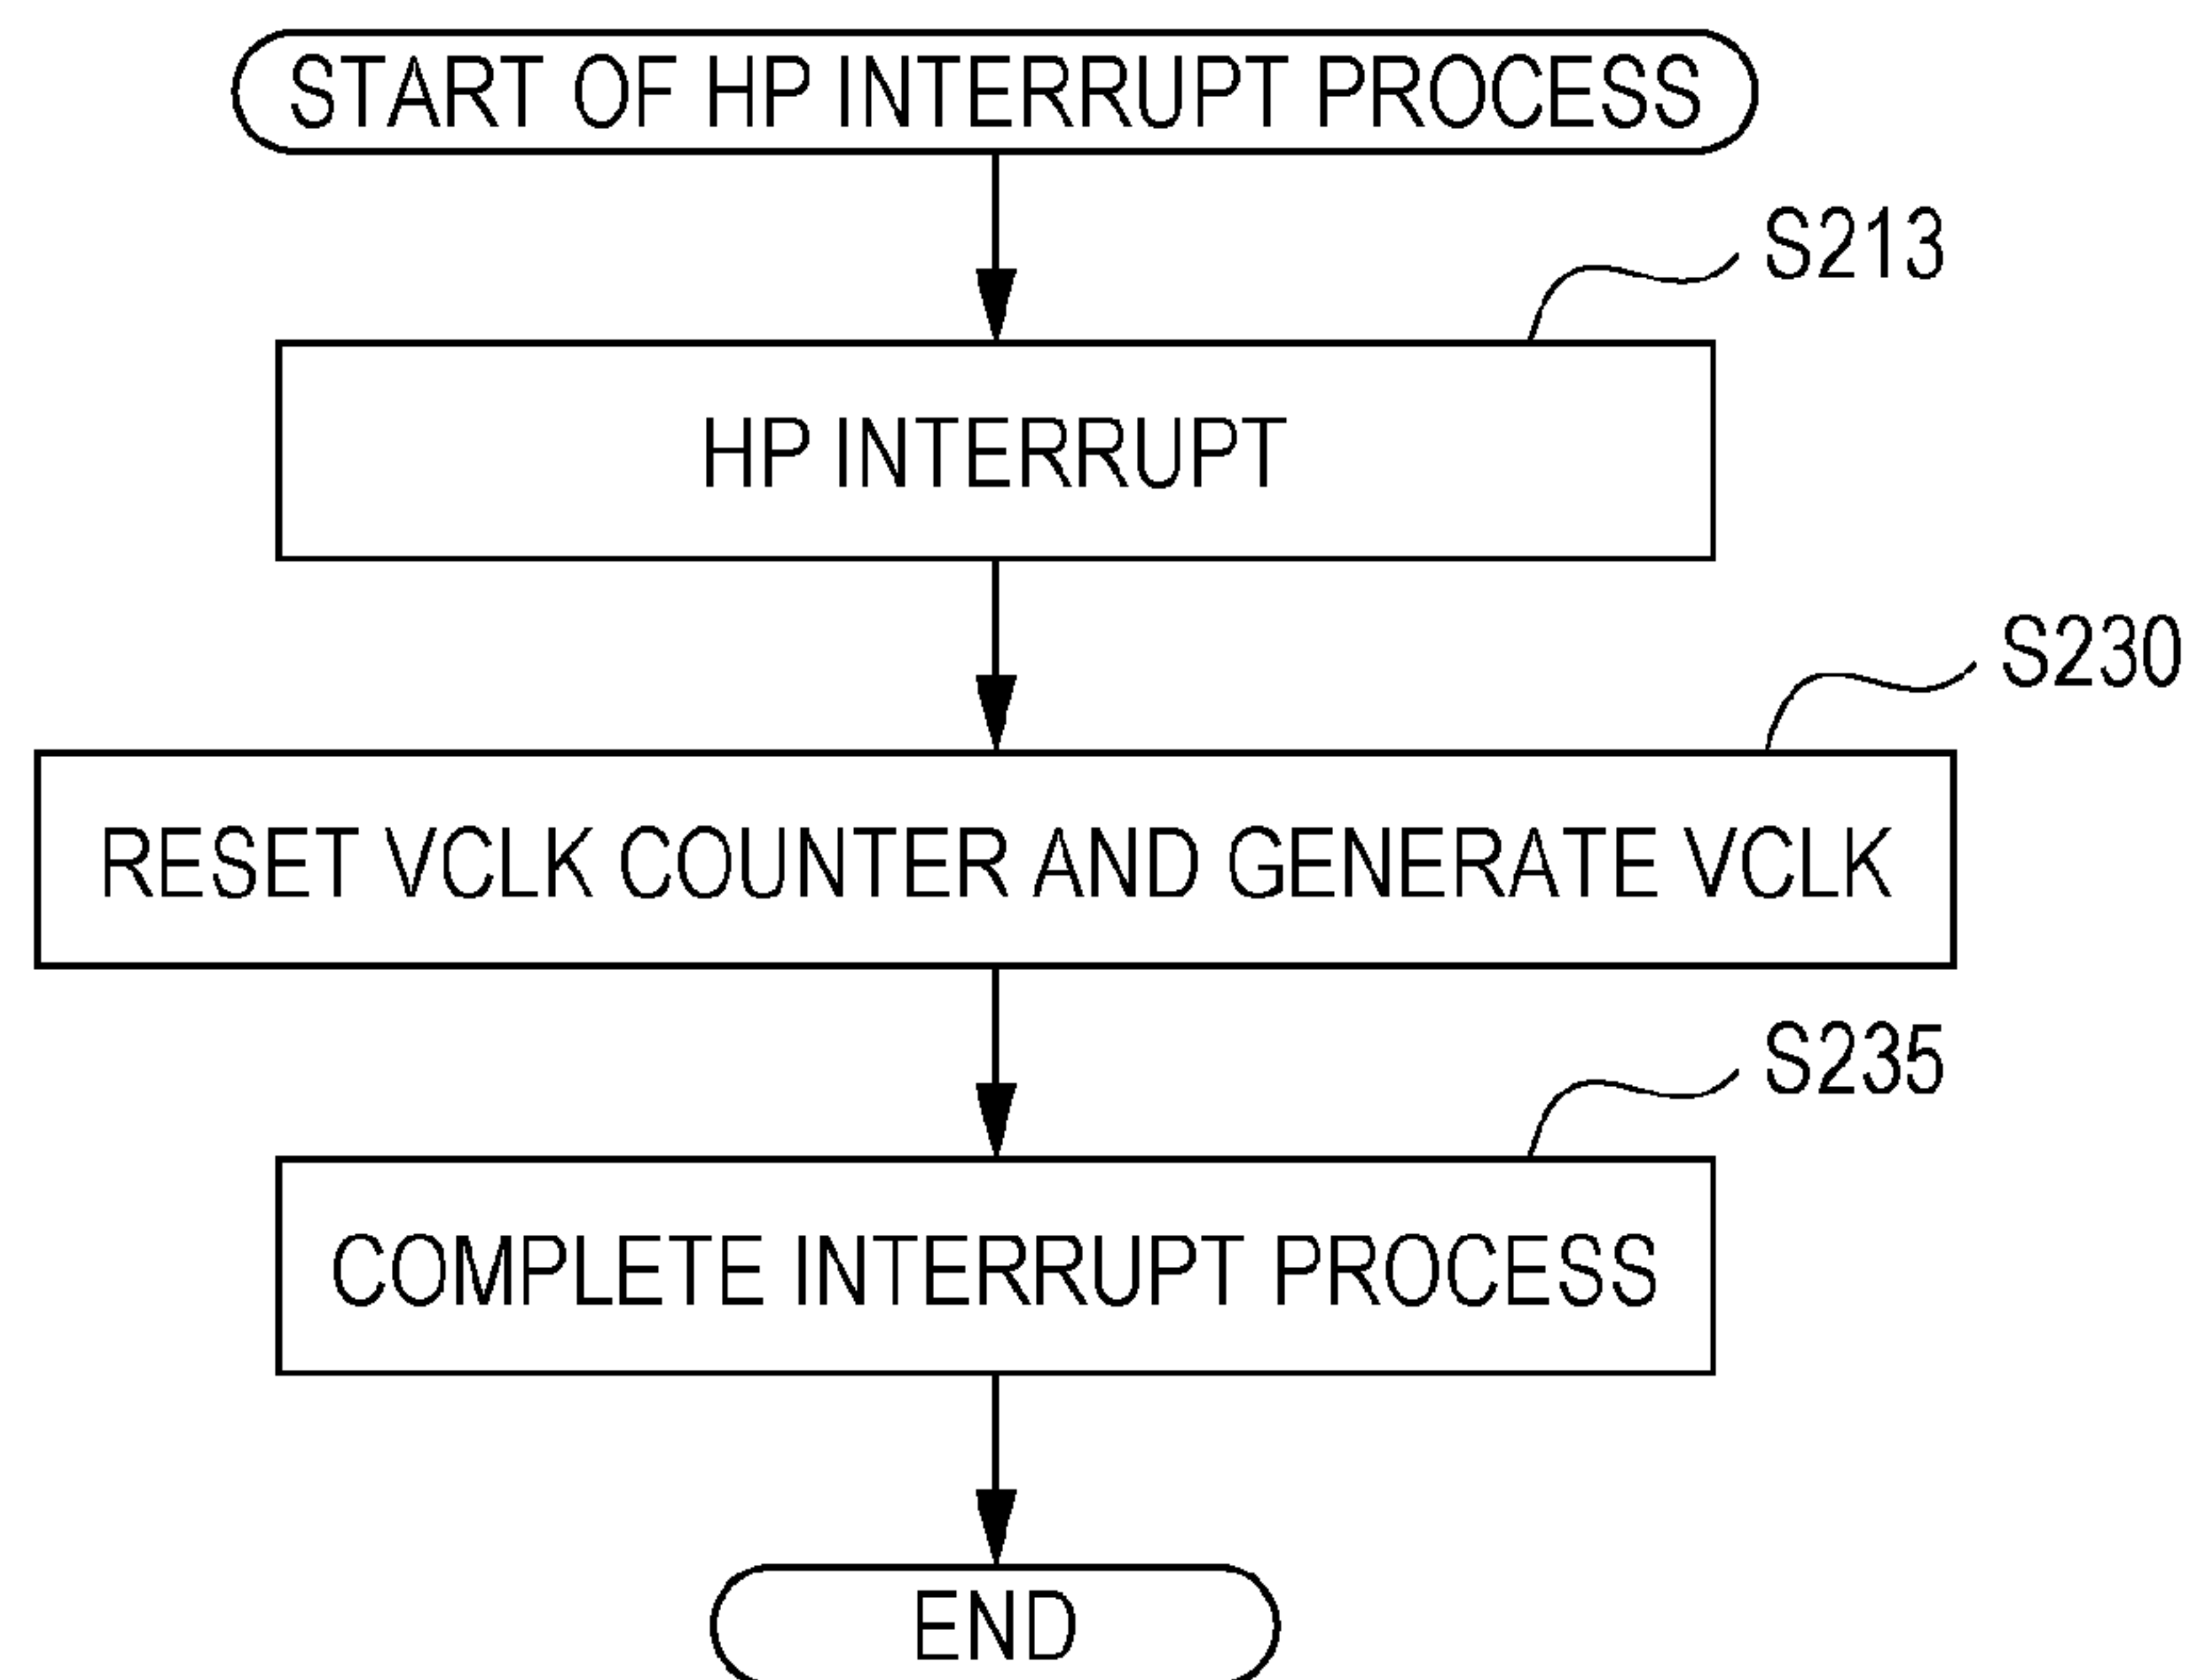 START OF HP INTERRUPT PROCESS
S213
HP INTERRUPT
S230
RESET VCLK COUNTER AND GENERATE VCLK
S235
COMPLETE INTERRUPT PROCESS
END